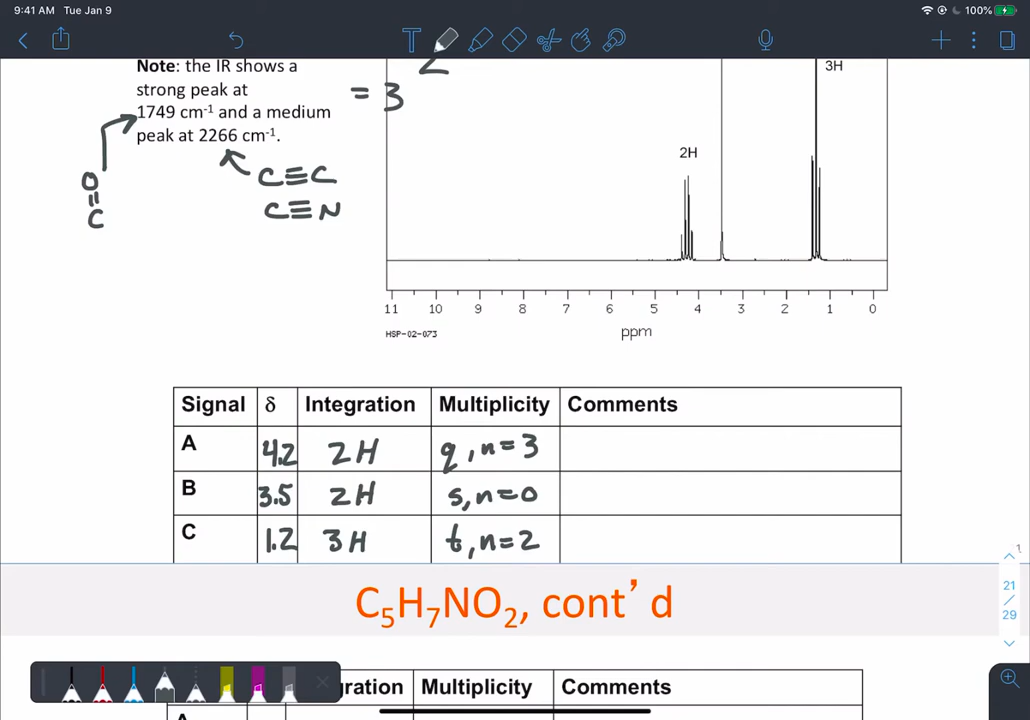 9:41 AM Tue Jan 9
100%
Note: the IR shows a
strong peak at
1749 cm⁻¹ and a medium
peak at 2266 cm⁻¹.
= 3
2
O
C
C≡C
C≡N
3H
2H
11 10 9 8 7 6 5 4 3 2 1 0
HSP-02-073
ppm
Signal δ Integration Multiplicity Comments
A 4.2 2H q, n=3
B 3.5 2H s, n=0
C 1.2 3H t, n=2
C₅H₇NO₂, cont'd
1
21
/
29
gration Multiplicity Comments